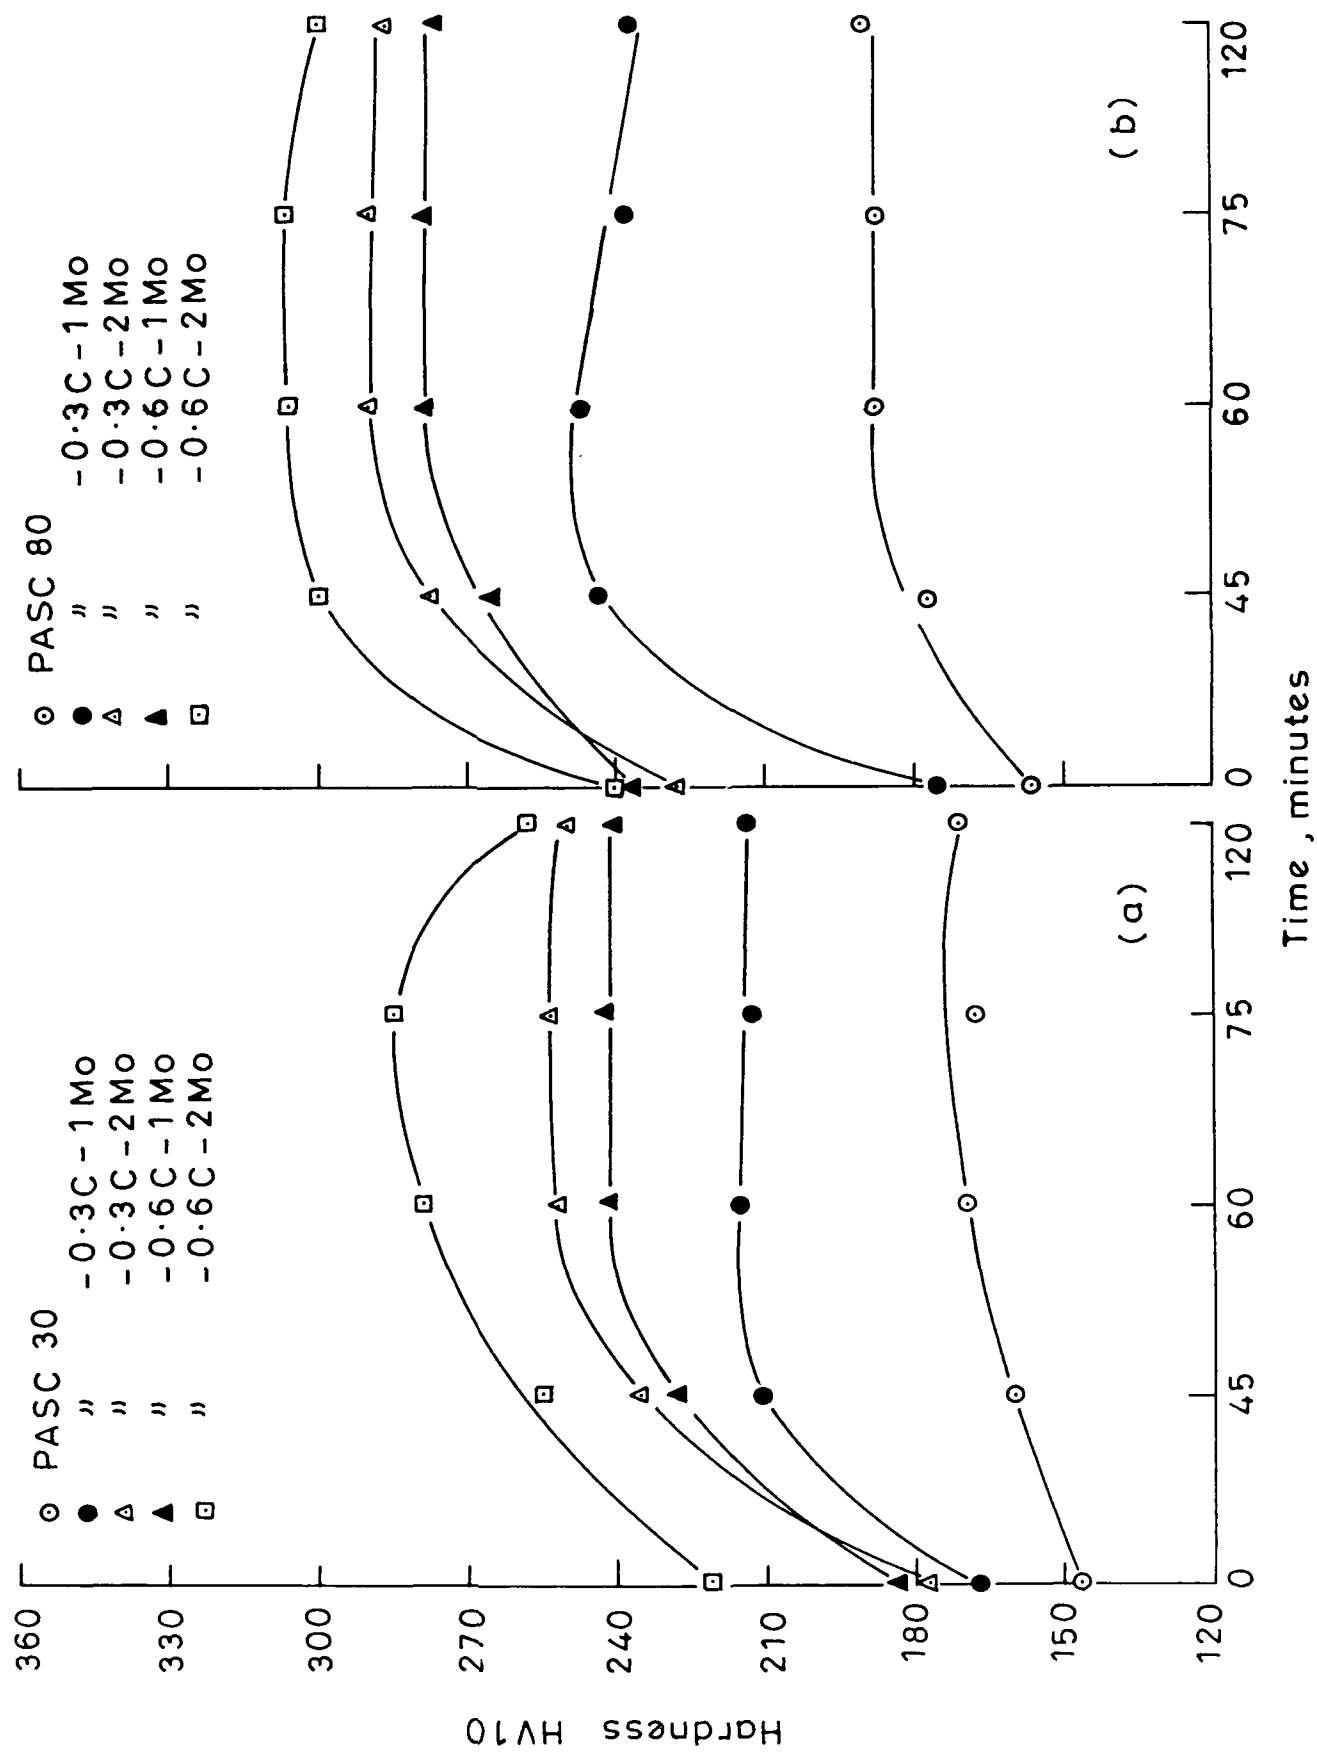 PASC 30
" -0.3C-1Mo
" -0.3C-2Mo
" -0.6C-1Mo
" -0.6C-2Mo
PASC 80
" -0.3C-1Mo
" -0.3C-2Mo
" -0.6C-1Mo
" -0.6C-2Mo
Hardness HV10
360
330
300
270
240
210
180
150
120
(a)
(b)
0 45 60 75 120
0 45 60 75 120
Time, minutes